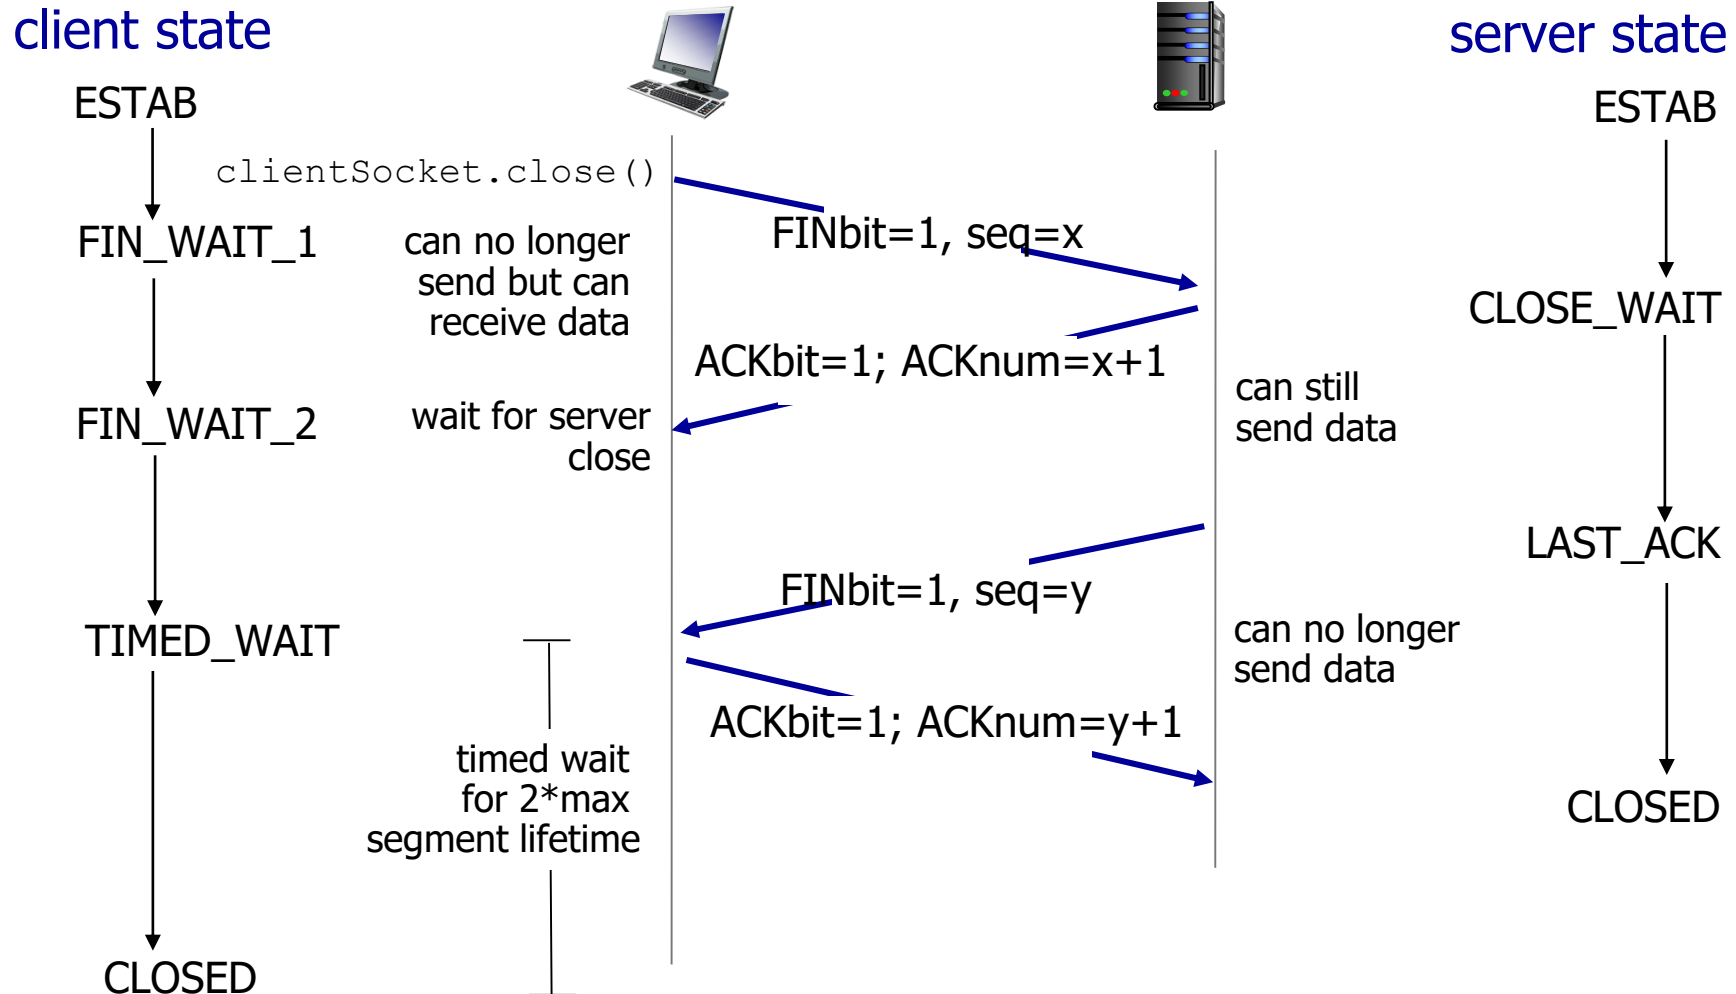 client state
server state
ESTAB
ESTAB
clientSocket.close()
FINbit=1, seq=x
FIN_WAIT_1
can no longer
send but can
receive data
CLOSE_WAIT
ACKbit=1; ACKnum=x+1
can still
send data
FIN_WAIT_2
wait for server
close
LAST_ACK
FINbit=1, seq=y
can no longer
send data
TIMED_WAIT
ACKbit=1; ACKnum=y+1
timed wait
for 2*max
segment lifetime
CLOSED
CLOSED